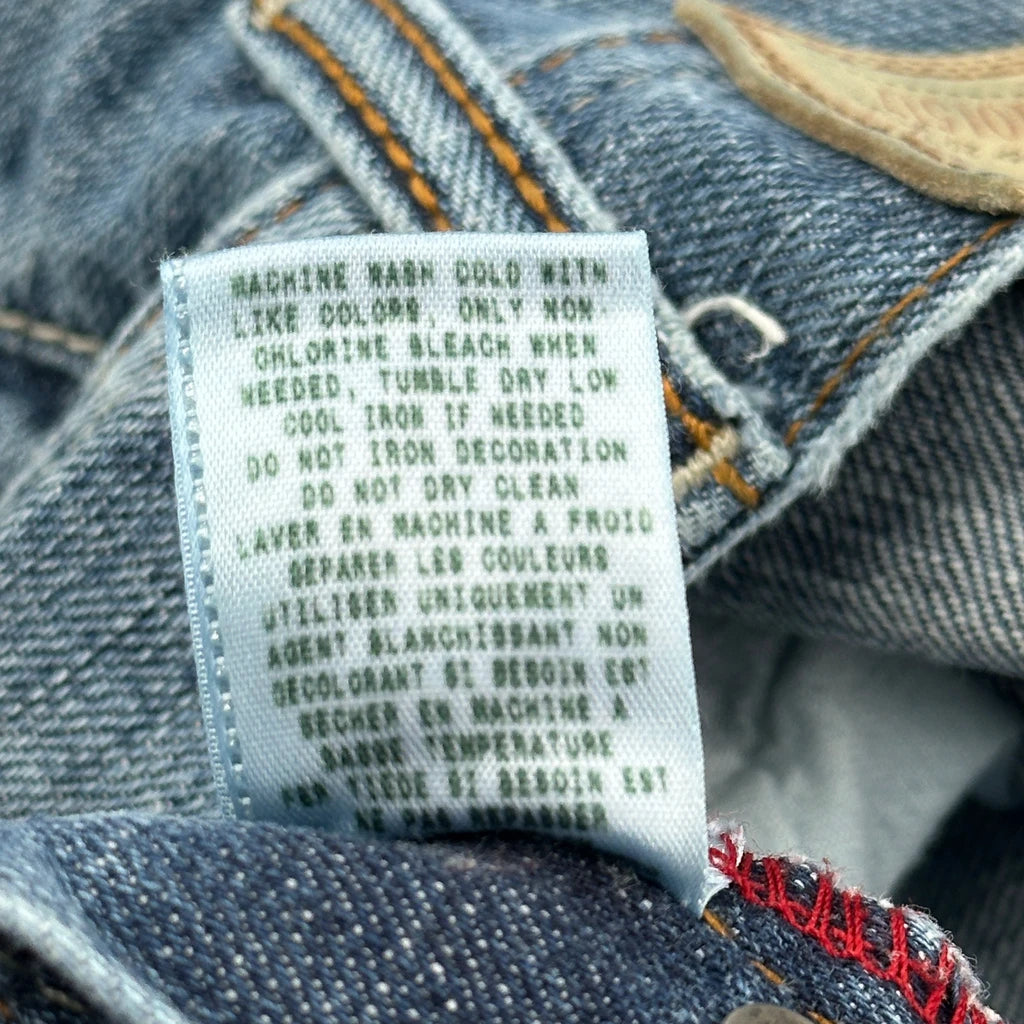 MACHINE WASH COLD WITH
LIKE COLORS, ONLY NON-
CHLORINE BLEACH WHEN
NEEDED, TUMBLE DRY LOW
COOL IRON IF NEEDED
DO NOT IRON DECORATION
DO NOT DRY CLEAN
LAVER EN MACHINE A FROID
SEPARER LES COULEURS
UTILISER UNIQUEMENT UN
AGENT BLANCHISSANT NON
DECOLORANT SI BESOIN EST
SECHER EN MACHINE A
BASSE TEMPERATURE
FER TIEDE SI BESOIN EST
NE PAS REPASSER